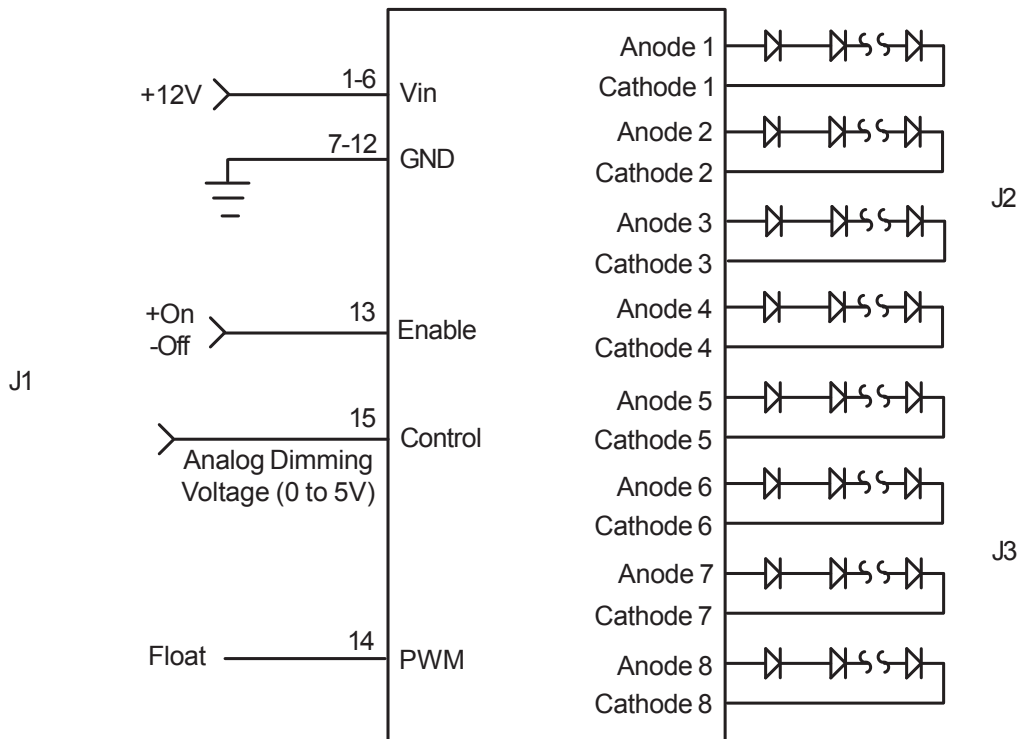 J1
+12V
1-6
Vin
7-12
GND
+On
-Off
13
Enable
15
Control
Analog Dimming
Voltage (0 to 5V)
Float
14
PWM
Anode 1
Cathode 1
Anode 2
Cathode 2
Anode 3
Cathode 3
Anode 4
Cathode 4
Anode 5
Cathode 5
Anode 6
Cathode 6
Anode 7
Cathode 7
Anode 8
Cathode 8
J2
J3